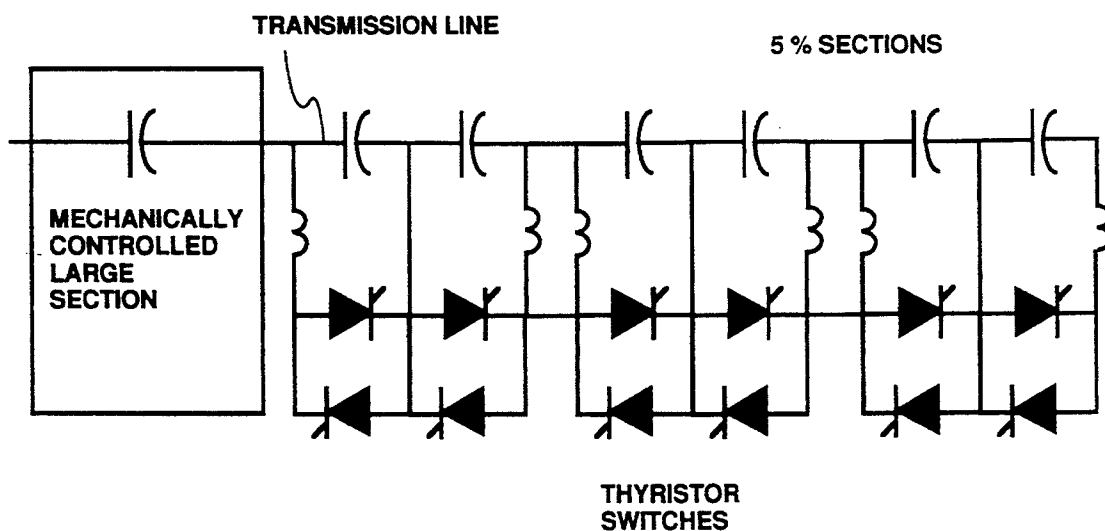 TRANSMISSION LINE
5 % SECTIONS
MECHANICALLY
CONTROLLED
LARGE
SECTION
THYRISTOR
SWITCHES